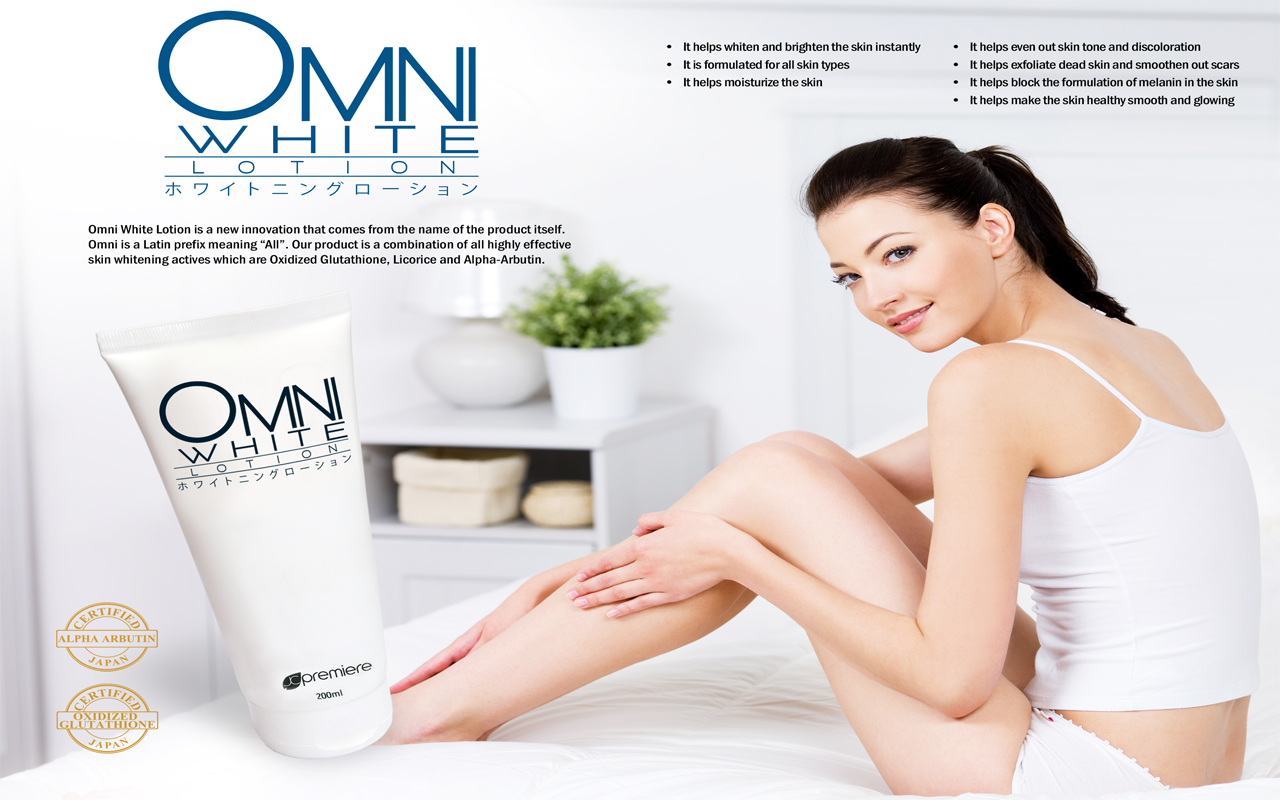 OMNI
WHITE
LOTION
ホワイトニングローション
Omni White Lotion is a new innovation that comes from the name of the product itself.
Omni is a Latin prefix meaning “All”. Our product is a combination of all highly effective
skin whitening actives which are Oxidized Glutathione, Licorice and Alpha-Arbutin.
• It helps whiten and brighten the skin instantly
• It is formulated for all skin types
• It helps moisturize the skin
• It helps even out skin tone and discoloration
• It helps exfoliate dead skin and smoothen out scars
• It helps block the formulation of melanin in the skin
• It helps make the skin healthy smooth and glowing
OMNI
WHITE
LOTION
ホワイトニングローション
JC premiere
200ml
CERTIFIED
ALPHA ARBUTIN
JAPAN
CERTIFIED
OXIDIZED
GLUTATHIONE
JAPAN